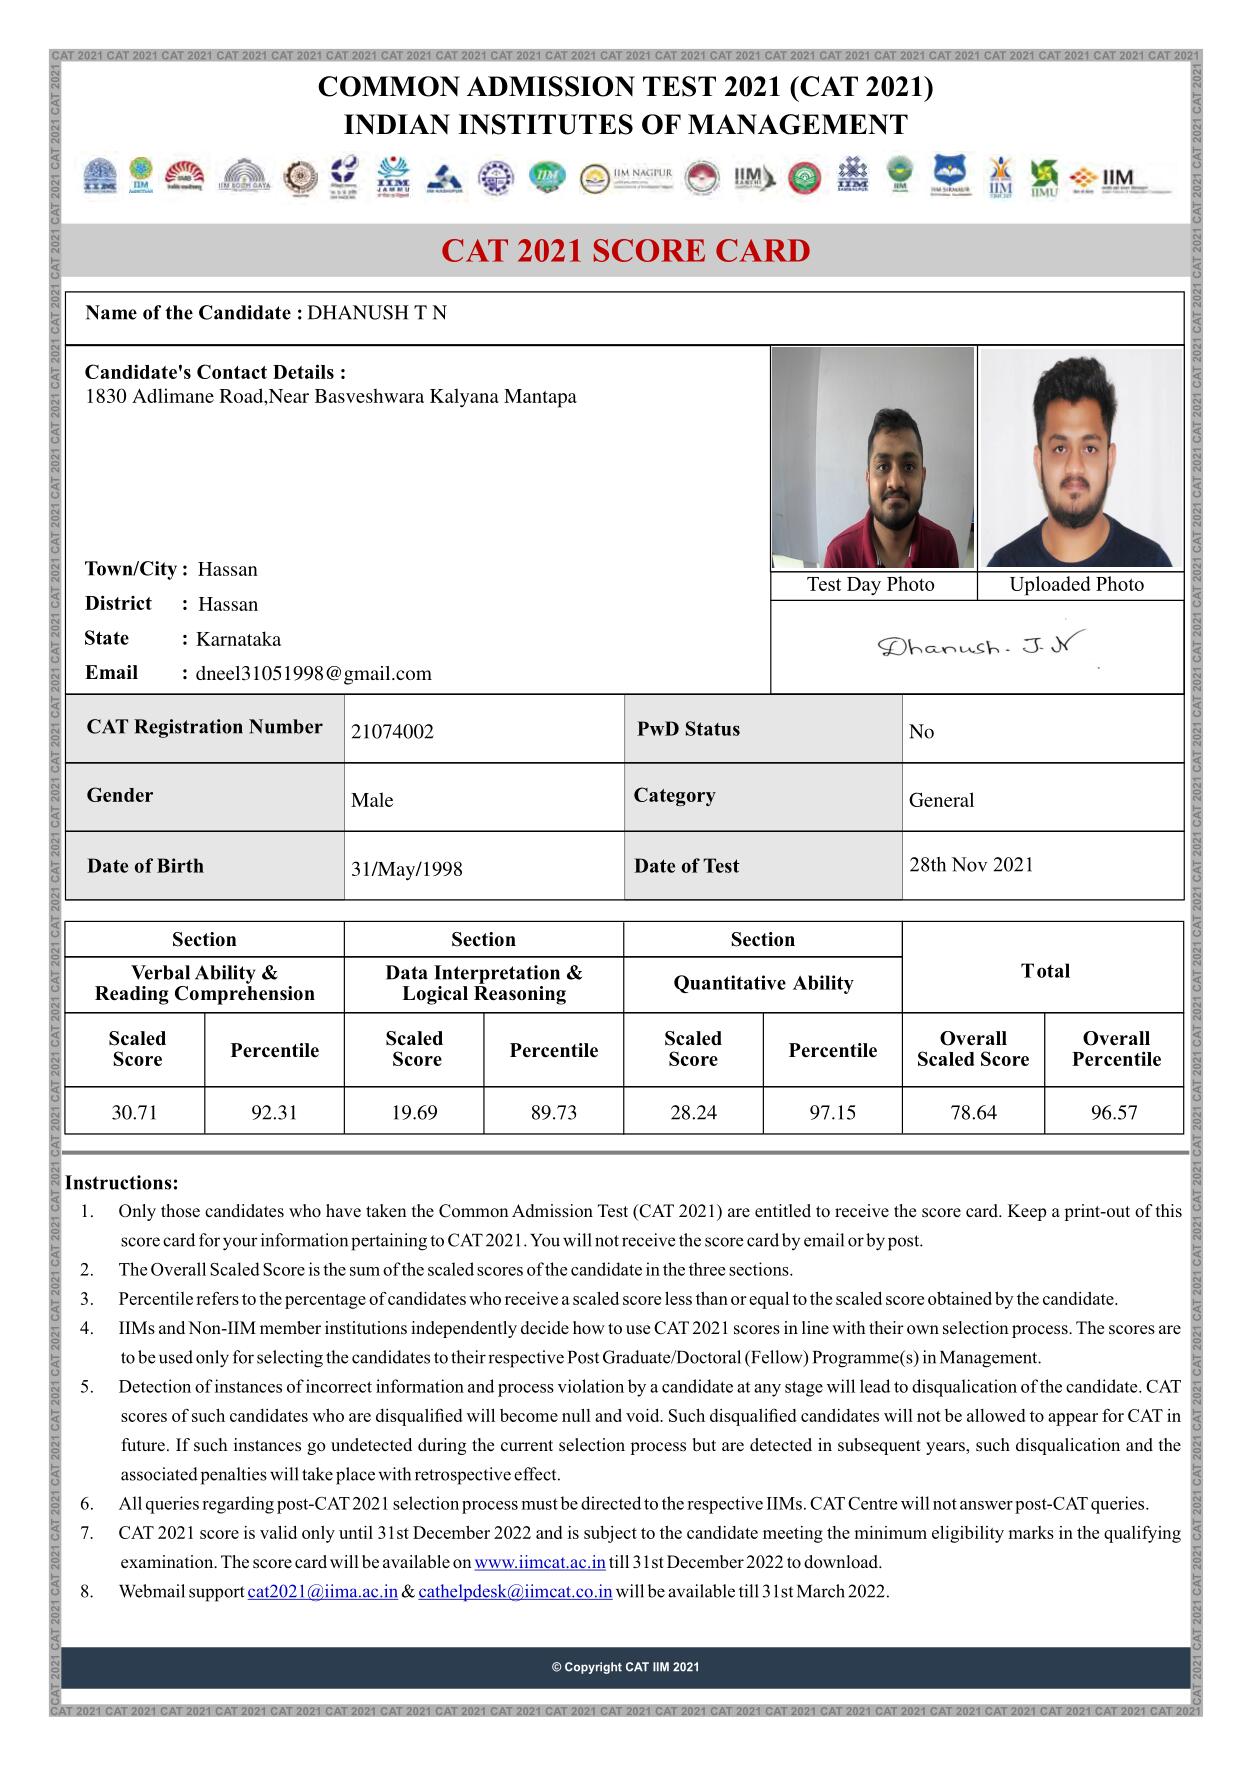 CAT 2021 CAT 2021 CAT 2021 CAT 2021 CAT 2021 CAT 2021 CAT 2021 CAT 2021 CAT 2021 CAT 2021 CAT 2021 CAT 2021 CAT 2021 CAT 2021 CAT 2021 CAT 2021 CAT 2021 CAT 2021 CAT 2021 CAT 2021 CAT 2021
COMMON ADMISSION TEST 2021 (CAT 2021)
INDIAN INSTITUTES OF MANAGEMENT
IIM BODH GAYA IIM NAGPUR IIM RANCHI IIM IIM SIRMAUR IIM IIMU IIM
CAT 2021 SCORE CARD
Name of the Candidate : DHANUSH T N
Candidate's Contact Details :
1830 Adlimane Road,Near Basveshwara Kalyana Mantapa
Town/City : Hassan
District : Hassan
State : Karnataka
Email : dneel31051998@gmail.com
Test Day Photo Uploaded Photo
Dhanush. T. N
CAT Registration Number 21074002 PwD Status No
Gender Male Category General
Date of Birth 31/May/1998 Date of Test 28th Nov 2021
Section Section Section Total
Verbal Ability & Data Interpretation & Quantitative Ability
Reading Comprehension Logical Reasoning
Scaled Score Percentile Scaled Score Percentile Scaled Score Percentile Overall Scaled Score Overall Percentile
30.71 92.31 19.69 89.73 28.24 97.15 78.64 96.57
Instructions:
1. Only those candidates who have taken the Common Admission Test (CAT 2021) are entitled to receive the score card. Keep a print-out of this
score card for your information pertaining to CAT 2021. You will not receive the score card by email or by post.
2. The Overall Scaled Score is the sum of the scaled scores of the candidate in the three sections.
3. Percentile refers to the percentage of candidates who receive a scaled score less than or equal to the scaled score obtained by the candidate.
4. IIMs and Non-IIM member institutions independently decide how to use CAT 2021 scores in line with their own selection process. The scores are
to be used only for selecting the candidates to their respective Post Graduate/Doctoral (Fellow) Programme(s) in Management.
5. Detection of instances of incorrect information and process violation by a candidate at any stage will lead to disqualication of the candidate. CAT
scores of such candidates who are disqualified will become null and void. Such disqualified candidates will not be allowed to appear for CAT in
future. If such instances go undetected during the current selection process but are detected in subsequent years, such disqualication and the
associated penalties will take place with retrospective effect.
6. All queries regarding post-CAT 2021 selection process must be directed to the respective IIMs. CAT Centre will not answer post-CAT queries.
7. CAT 2021 score is valid only until 31st December 2022 and is subject to the candidate meeting the minimum eligibility marks in the qualifying
examination. The score card will be available on www.iimcat.ac.in till 31st December 2022 to download.
8. Webmail support cat2021@iima.ac.in & cathelpdesk@iimcat.co.in will be available till 31st March 2022.
© Copyright CAT IIM 2021
CAT 2021 CAT 2021 CAT 2021 CAT 2021 CAT 2021 CAT 2021 CAT 2021 CAT 2021 CAT 2021 CAT 2021 CAT 2021 CAT 2021 CAT 2021 CAT 2021 CAT 2021 CAT 2021 CAT 2021 CAT 2021 CAT 2021 CAT 2021 CAT 2021